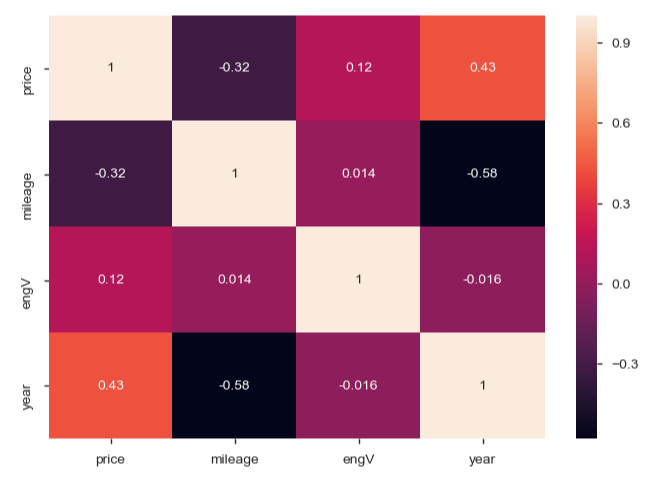 price 1 -0.32 0.12 0.43
mileage -0.32 1 0.014 -0.58
engV 0.12 0.014 1 -0.016
year 0.43 -0.58 -0.016 1
price mileage engV year
0.9
0.6
0.3
0.0
-0.3